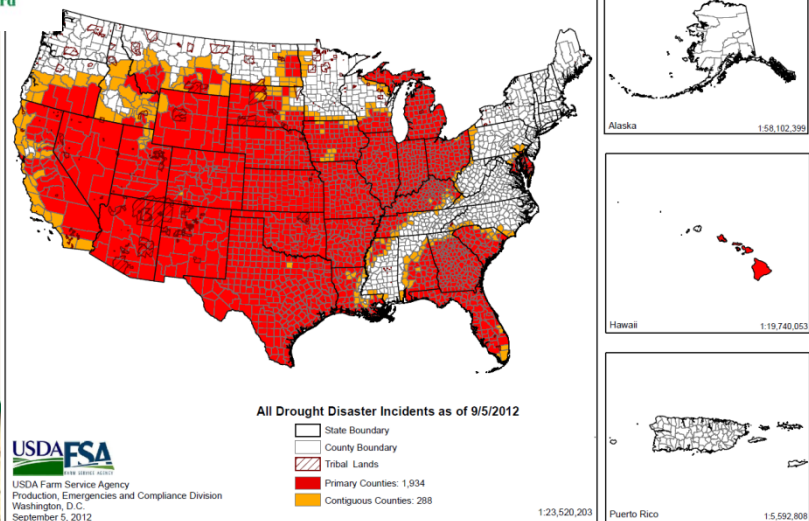 Alaska
1:58,102,399
Hawaii
1:19,740,053
All Drought Disaster Incidents as of 9/5/2012
State Boundary
County Boundary
Tribal Lands
Primary Counties: 1,934
Contiguous Counties: 288
USDA FSA
FARM SERVICE AGENCY
USDA Farm Service Agency
Production, Emergencies and Compliance Division
Washington, D.C.
September 5, 2012
1:23,520,203
Puerto Rico
1:5,592,808